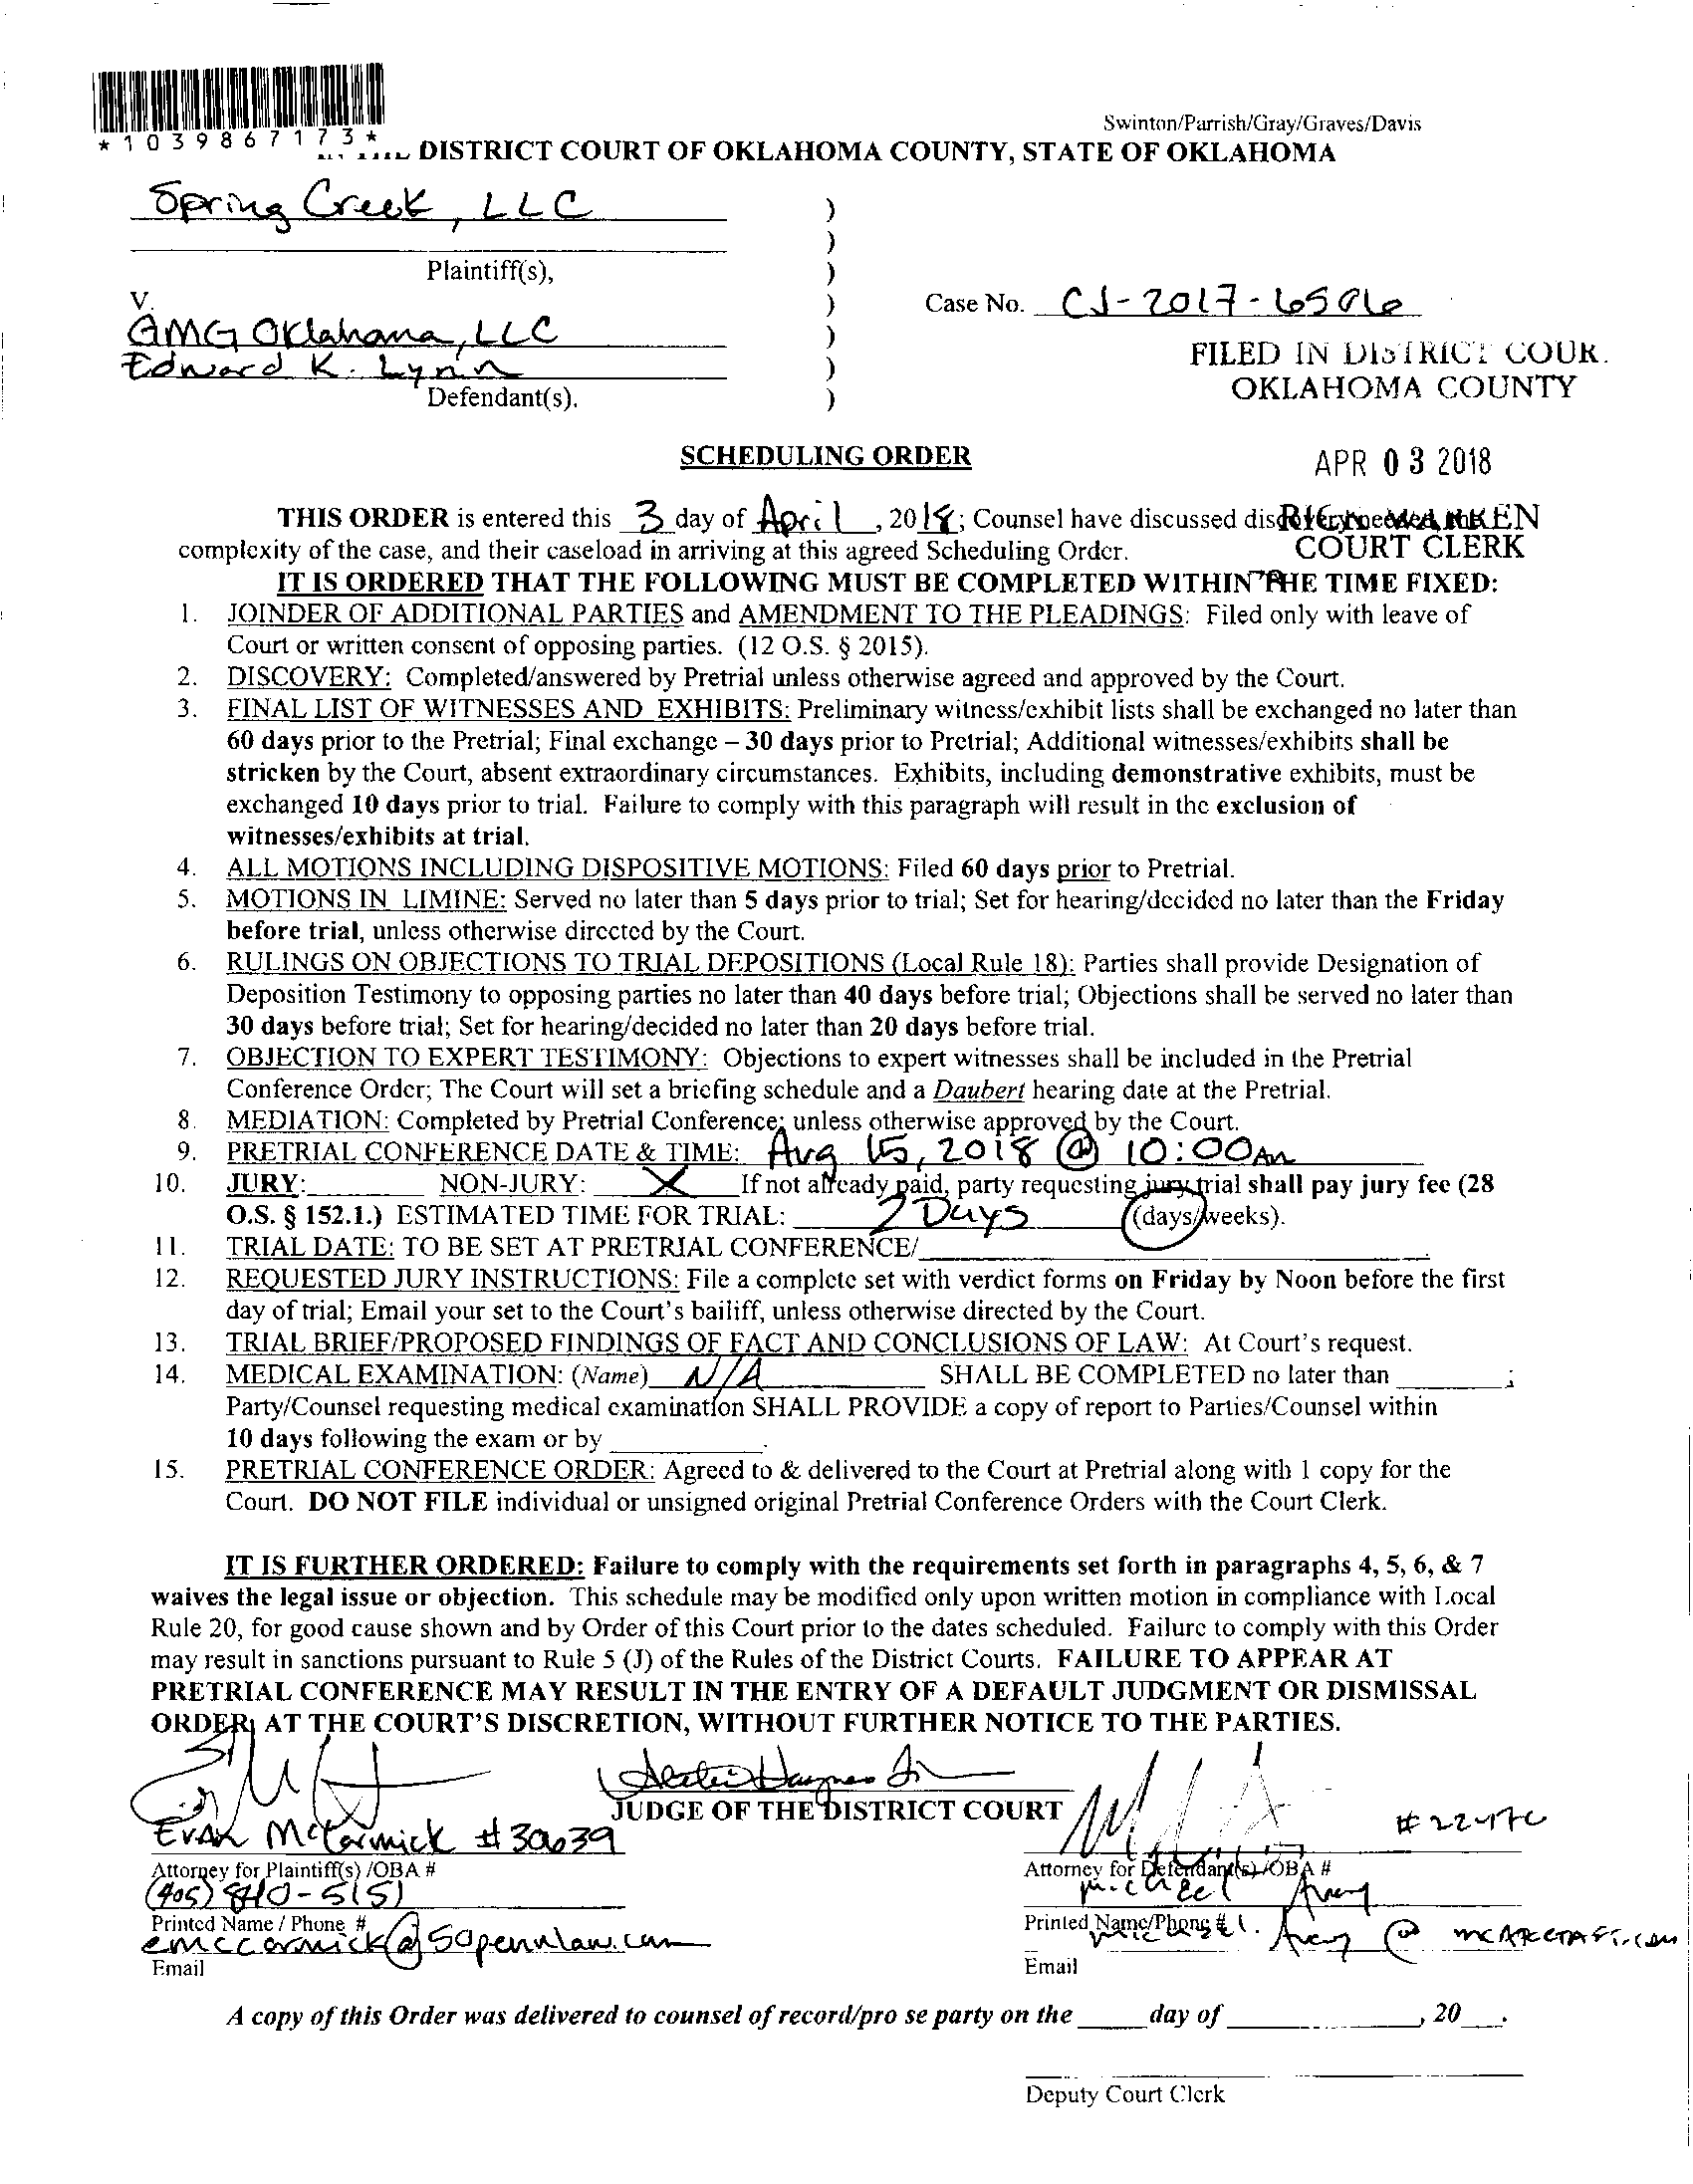 *1039867173*
Swinton/Parrish/Gray/Graves/Davis
DISTRICT COURT OF OKLAHOMA COUNTY, STATE OF OKLAHOMA
Spring Creek, LLC )
)
Plaintiff(s), )
V. ) Case No. CJ-2017-6506
GMG Oklahoma, LLC )
Edward K. Lynn )
Defendant(s). )
FILED IN DISTRICT COUR
OKLAHOMA COUNTY
SCHEDULING ORDER
APR 03 2018
COURT CLERK
THIS ORDER is entered this 3 day of April, 2018; Counsel have discussed discovery needed, the
complexity of the case, and their caseload in arriving at this agreed Scheduling Order.
IT IS ORDERED THAT THE FOLLOWING MUST BE COMPLETED WITHIN THE TIME FIXED:
1. JOINDER OF ADDITIONAL PARTIES and AMENDMENT TO THE PLEADINGS: Filed only with leave of
Court or written consent of opposing parties. (12 O.S. § 2015).
2. DISCOVERY: Completed/answered by Pretrial unless otherwise agreed and approved by the Court.
3. FINAL LIST OF WITNESSES AND EXHIBITS: Preliminary witness/exhibit lists shall be exchanged no later than
60 days prior to the Pretrial; Final exchange – 30 days prior to Pretrial; Additional witnesses/exhibits shall be
stricken by the Court, absent extraordinary circumstances. Exhibits, including demonstrative exhibits, must be
exchanged 10 days prior to trial. Failure to comply with this paragraph will result in the exclusion of
witnesses/exhibits at trial.
4. ALL MOTIONS INCLUDING DISPOSITIVE MOTIONS: Filed 60 days prior to Pretrial.
5. MOTIONS IN LIMINE: Served no later than 5 days prior to trial; Set for hearing/decided no later than the Friday
before trial, unless otherwise directed by the Court.
6. RULINGS ON OBJECTIONS TO TRIAL DEPOSITIONS (Local Rule 18): Parties shall provide Designation of
Deposition Testimony to opposing parties no later than 40 days before trial; Objections shall be served no later than
30 days before trial; Set for hearing/decided no later than 20 days before trial.
7. OBJECTION TO EXPERT TESTIMONY: Objections to expert witnesses shall be included in the Pretrial
Conference Order; The Court will set a briefing schedule and a Daubert hearing date at the Pretrial.
8. MEDIATION: Completed by Pretrial Conference; unless otherwise approved by the Court.
9. PRETRIAL CONFERENCE DATE & TIME: Aug 15, 2018 @ 10:00 AM
10. JURY: NON-JURY: X If not already paid, party requesting jury trial shall pay jury fee (28
O.S. § 152.1.) ESTIMATED TIME FOR TRIAL: 2 Days (days/weeks).
11. TRIAL DATE: TO BE SET AT PRETRIAL CONFERENCE/
12. REQUESTED JURY INSTRUCTIONS: File a complete set with verdict forms on Friday by Noon before the first
day of trial; Email your set to the Court's bailiff, unless otherwise directed by the Court.
13. TRIAL BRIEF/PROPOSED FINDINGS OF FACT AND CONCLUSIONS OF LAW: At Court's request.
14. MEDICAL EXAMINATION: (Name) N/A SHALL BE COMPLETED no later than ;
Party/Counsel requesting medical examination SHALL PROVIDE a copy of report to Parties/Counsel within
10 days following the exam or by .
15. PRETRIAL CONFERENCE ORDER: Agreed to & delivered to the Court at Pretrial along with 1 copy for the
Court. DO NOT FILE individual or unsigned original Pretrial Conference Orders with the Court Clerk.
IT IS FURTHER ORDERED: Failure to comply with the requirements set forth in paragraphs 4, 5, 6, & 7
waives the legal issue or objection. This schedule may be modified only upon written motion in compliance with Local
Rule 20, for good cause shown and by Order of this Court prior to the dates scheduled. Failure to comply with this Order
may result in sanctions pursuant to Rule 5 (J) of the Rules of the District Courts. FAILURE TO APPEAR AT
PRETRIAL CONFERENCE MAY RESULT IN THE ENTRY OF A DEFAULT JUDGMENT OR DISMISSAL
ORDER, AT THE COURT'S DISCRETION, WITHOUT FURTHER NOTICE TO THE PARTIES.
JUDGE OF THE DISTRICT COURT
Evan McCormick #30639
Attorney for Plaintiff(s) /OBA # Attorney for Defendant(s) /OBA #
(405) 840-5151 Michael Avery
Printed Name / Phone # Printed Name/Phone #
emccormick@sapennlaw.com
Email Email
A copy of this Order was delivered to counsel of record/pro se party on the day of , 20 .
Deputy Court Clerk